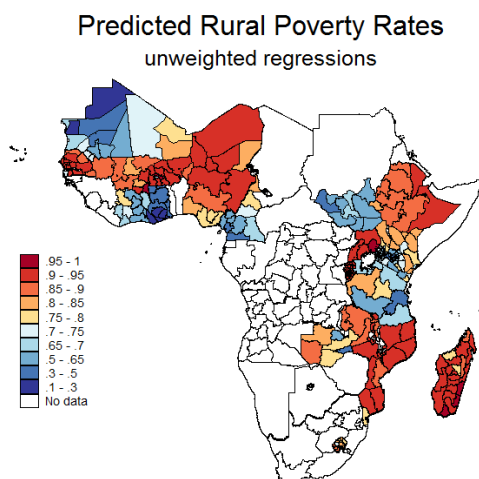 Predicted Rural Poverty Rates
unweighted regressions
.95 - 1
.9 - .95
.85 - .9
.8 - .85
.75 - .8
.7 - .75
.65 - .7
.5 - .65
.3 - .5
.1 - .3
No data